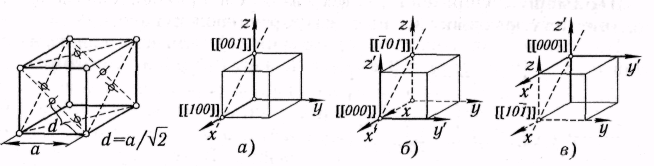 a
d
d=a/√2
z
[[001]]
[[100]]
x
y
а)
z
[[1̄01]]
z′
[[000]]
x
x′
y′
y
б)
z′
[[000]]
z
y′
x′
[[101̄]]
x
y
в)